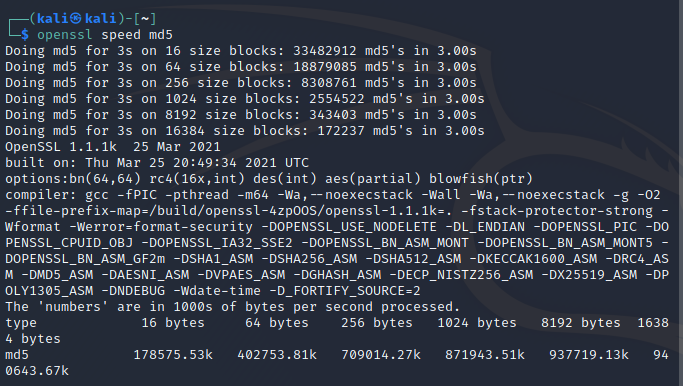 ┌──(kali㉿kali)-[~]
└─$ openssl speed md5
Doing md5 for 3s on 16 size blocks: 33482912 md5's in 3.00s
Doing md5 for 3s on 64 size blocks: 18879085 md5's in 3.00s
Doing md5 for 3s on 256 size blocks: 8308761 md5's in 3.00s
Doing md5 for 3s on 1024 size blocks: 2554522 md5's in 3.00s
Doing md5 for 3s on 8192 size blocks: 343403 md5's in 3.00s
Doing md5 for 3s on 16384 size blocks: 172237 md5's in 3.00s
OpenSSL 1.1.1k  25 Mar 2021
built on: Thu Mar 25 20:49:34 2021 UTC
options:bn(64,64) rc4(16x,int) des(int) aes(partial) blowfish(ptr)
compiler: gcc -fPIC -pthread -m64 -Wa,--noexecstack -Wall -Wa,--noexecstack -g -O2
-ffile-prefix-map=/build/openssl-4zpOOS/openssl-1.1.1k=. -fstack-protector-strong -
Wformat -Werror=format-security -DOPENSSL_USE_NODELETE -DL_ENDIAN -DOPENSSL_PIC -DO
PENSSL_CPUID_OBJ -DOPENSSL_IA32_SSE2 -DOPENSSL_BN_ASM_MONT -DOPENSSL_BN_ASM_MONT5 -
DOPENSSL_BN_ASM_GF2m -DSHA1_ASM -DSHA256_ASM -DSHA512_ASM -DKECCAK1600_ASM -DRC4_AS
M -DMD5_ASM -DAESNI_ASM -DVPAES_ASM -DGHASH_ASM -DECP_NISTZ256_ASM -DX25519_ASM -DP
OLY1305_ASM -DNDEBUG -Wdate-time -D_FORTIFY_SOURCE=2
The 'numbers' are in 1000s of bytes per second processed.
type             16 bytes     64 bytes    256 bytes   1024 bytes   8192 bytes  1638
4 bytes
md5             178575.53k   402753.81k   709014.27k   871943.51k   937719.13k   94
0643.67k